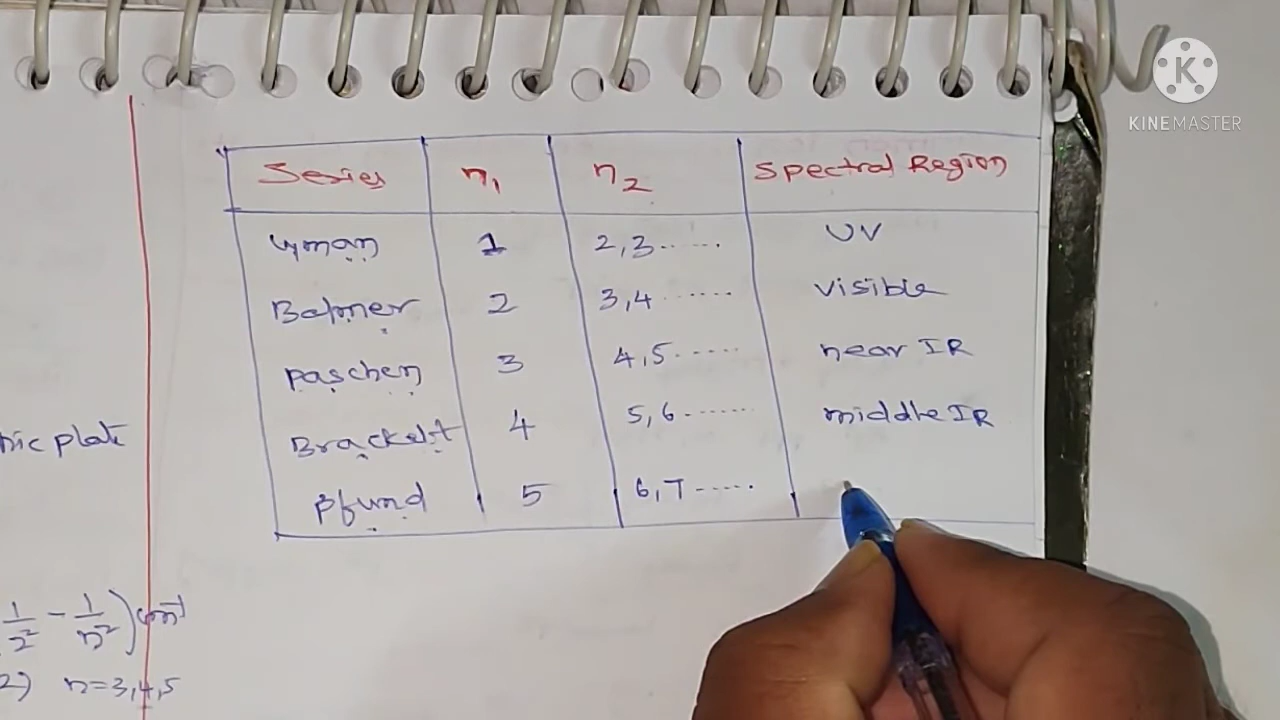 KINEMASTER
Series n₁ n₂ Spectral Region
Lyman 1 2,3...... UV
Balmer 2 3,4...... visible
paschen 3 4,5...... near IR
Brackett 4 5,6...... middle IR
Pfund 5 6,7......
nic plate
1/2² - 1/n²) cm⁻¹
2) n=3,4,5